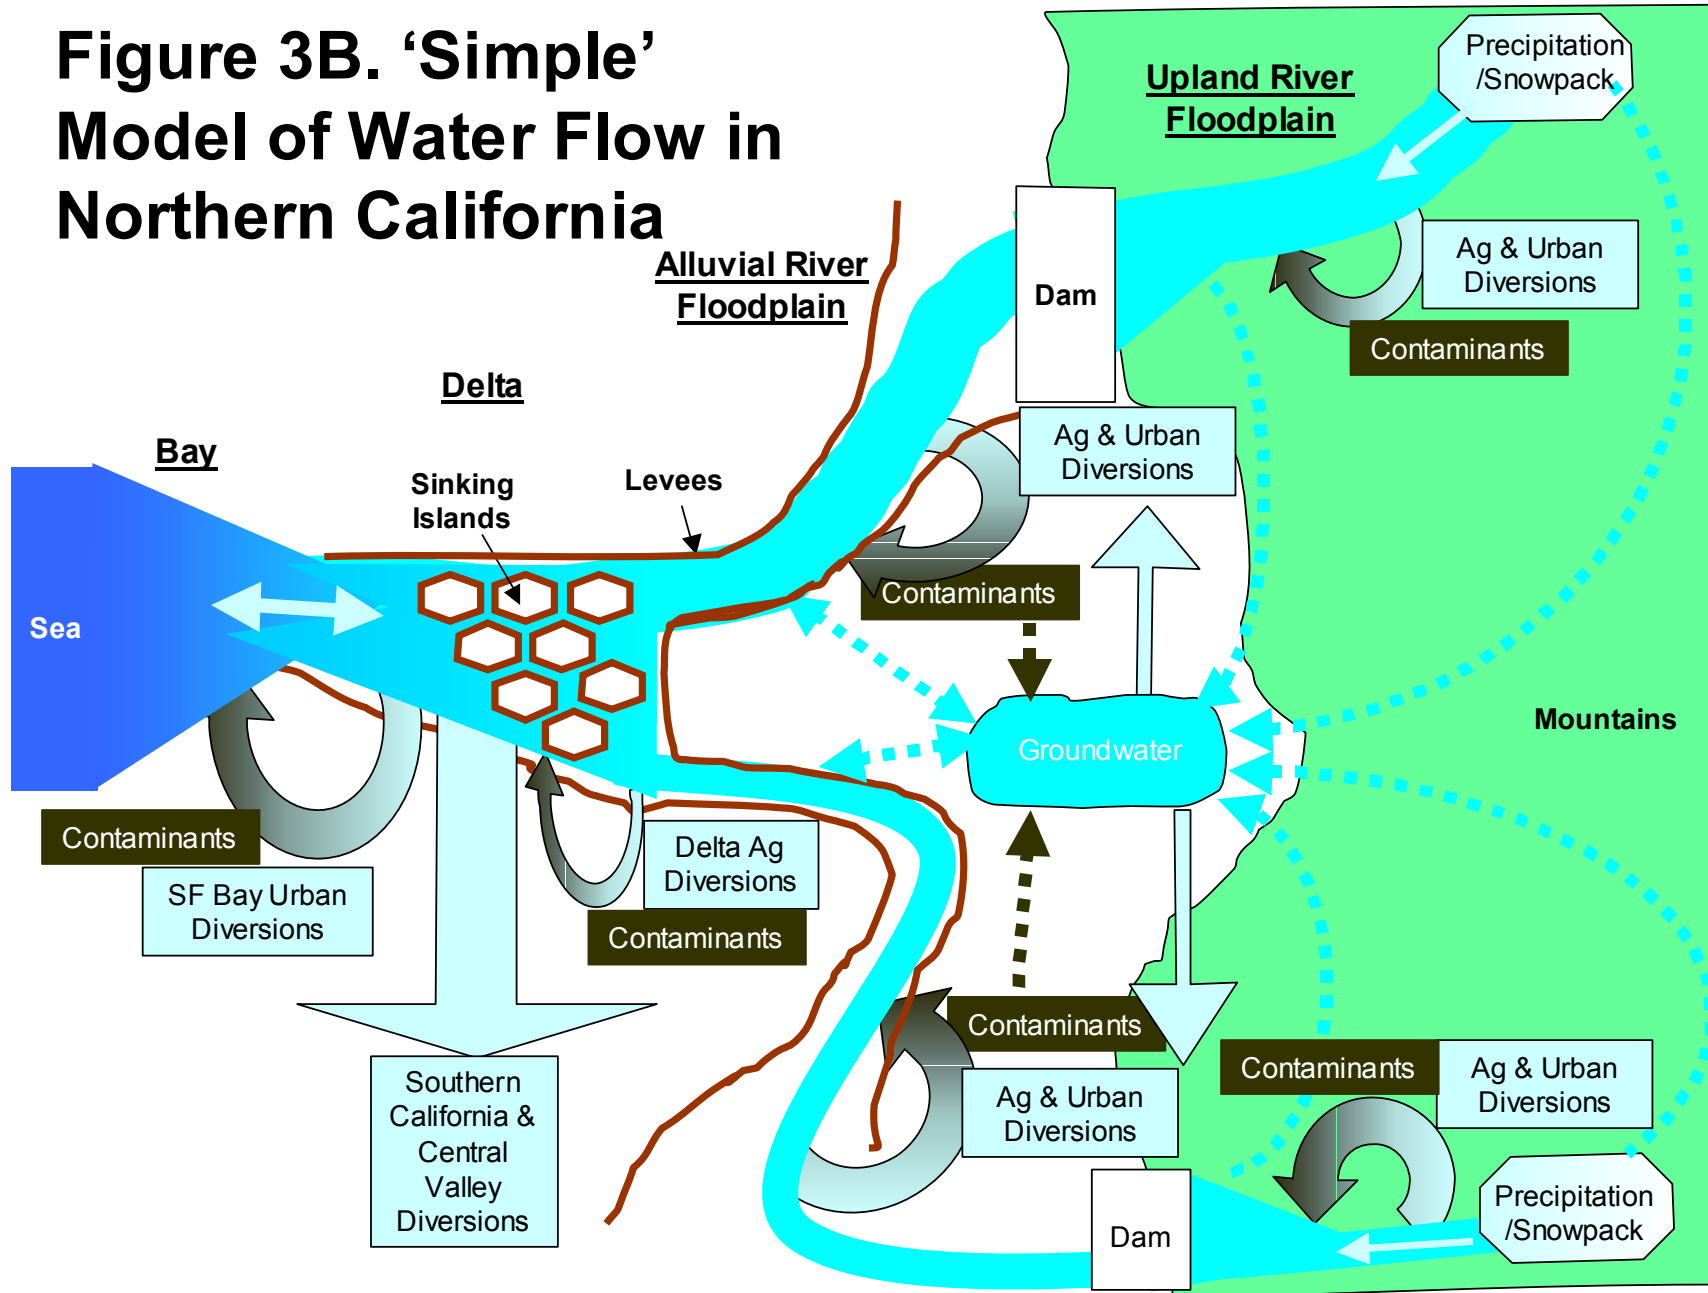 Figure 3B. ‘Simple’
Model of Water Flow in
Northern California
Precipitation
/Snowpack
Upland River
Floodplain
Ag & Urban
Diversions
Contaminants
Alluvial River
Floodplain
Dam
Delta
Bay
Sinking
Islands
Levees
Ag & Urban
Diversions
Contaminants
Sea
Groundwater
Mountains
Contaminants
SF Bay Urban
Diversions
Delta Ag
Diversions
Contaminants
Contaminants
Ag & Urban
Diversions
Contaminants
Ag & Urban
Diversions
Southern
California &
Central
Valley
Diversions
Dam
Precipitation
/Snowpack